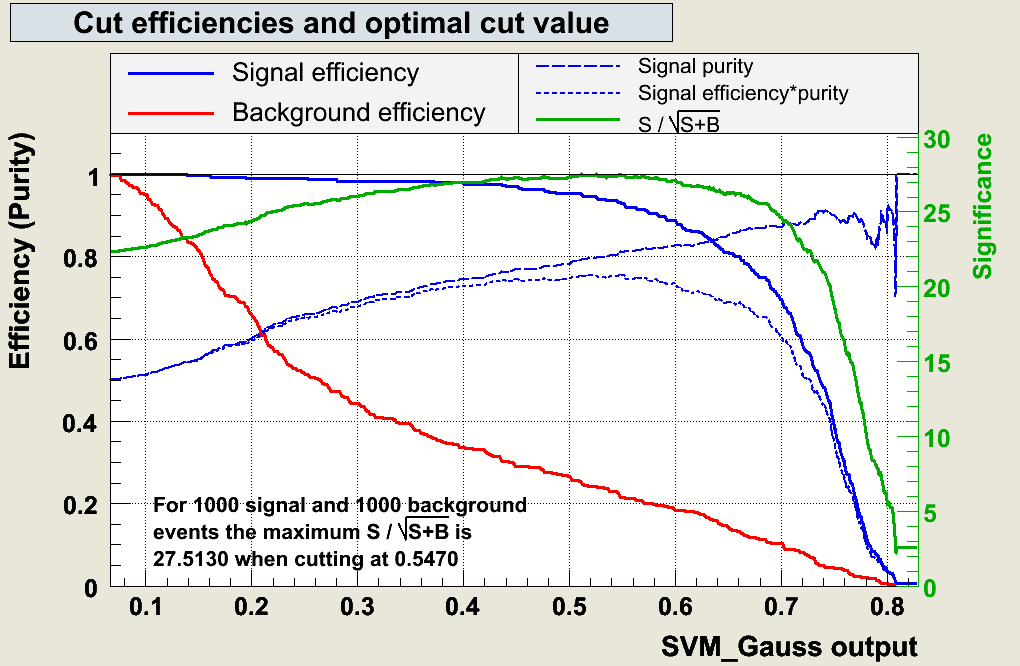 Cut efficiencies and optimal cut value
Signal efficiency
Background efficiency
Signal purity
Signal efficiency*purity
S / √S+B
Efficiency (Purity)
1
0.8
0.6
0.4
0.2
0
30
25
20
15
10
5
0
Significance
For 1000 signal and 1000 background
events the maximum S / √S+B is
27.5130 when cutting at 0.5470
0.1 0.2 0.3 0.4 0.5 0.6 0.7 0.8
SVM_Gauss output